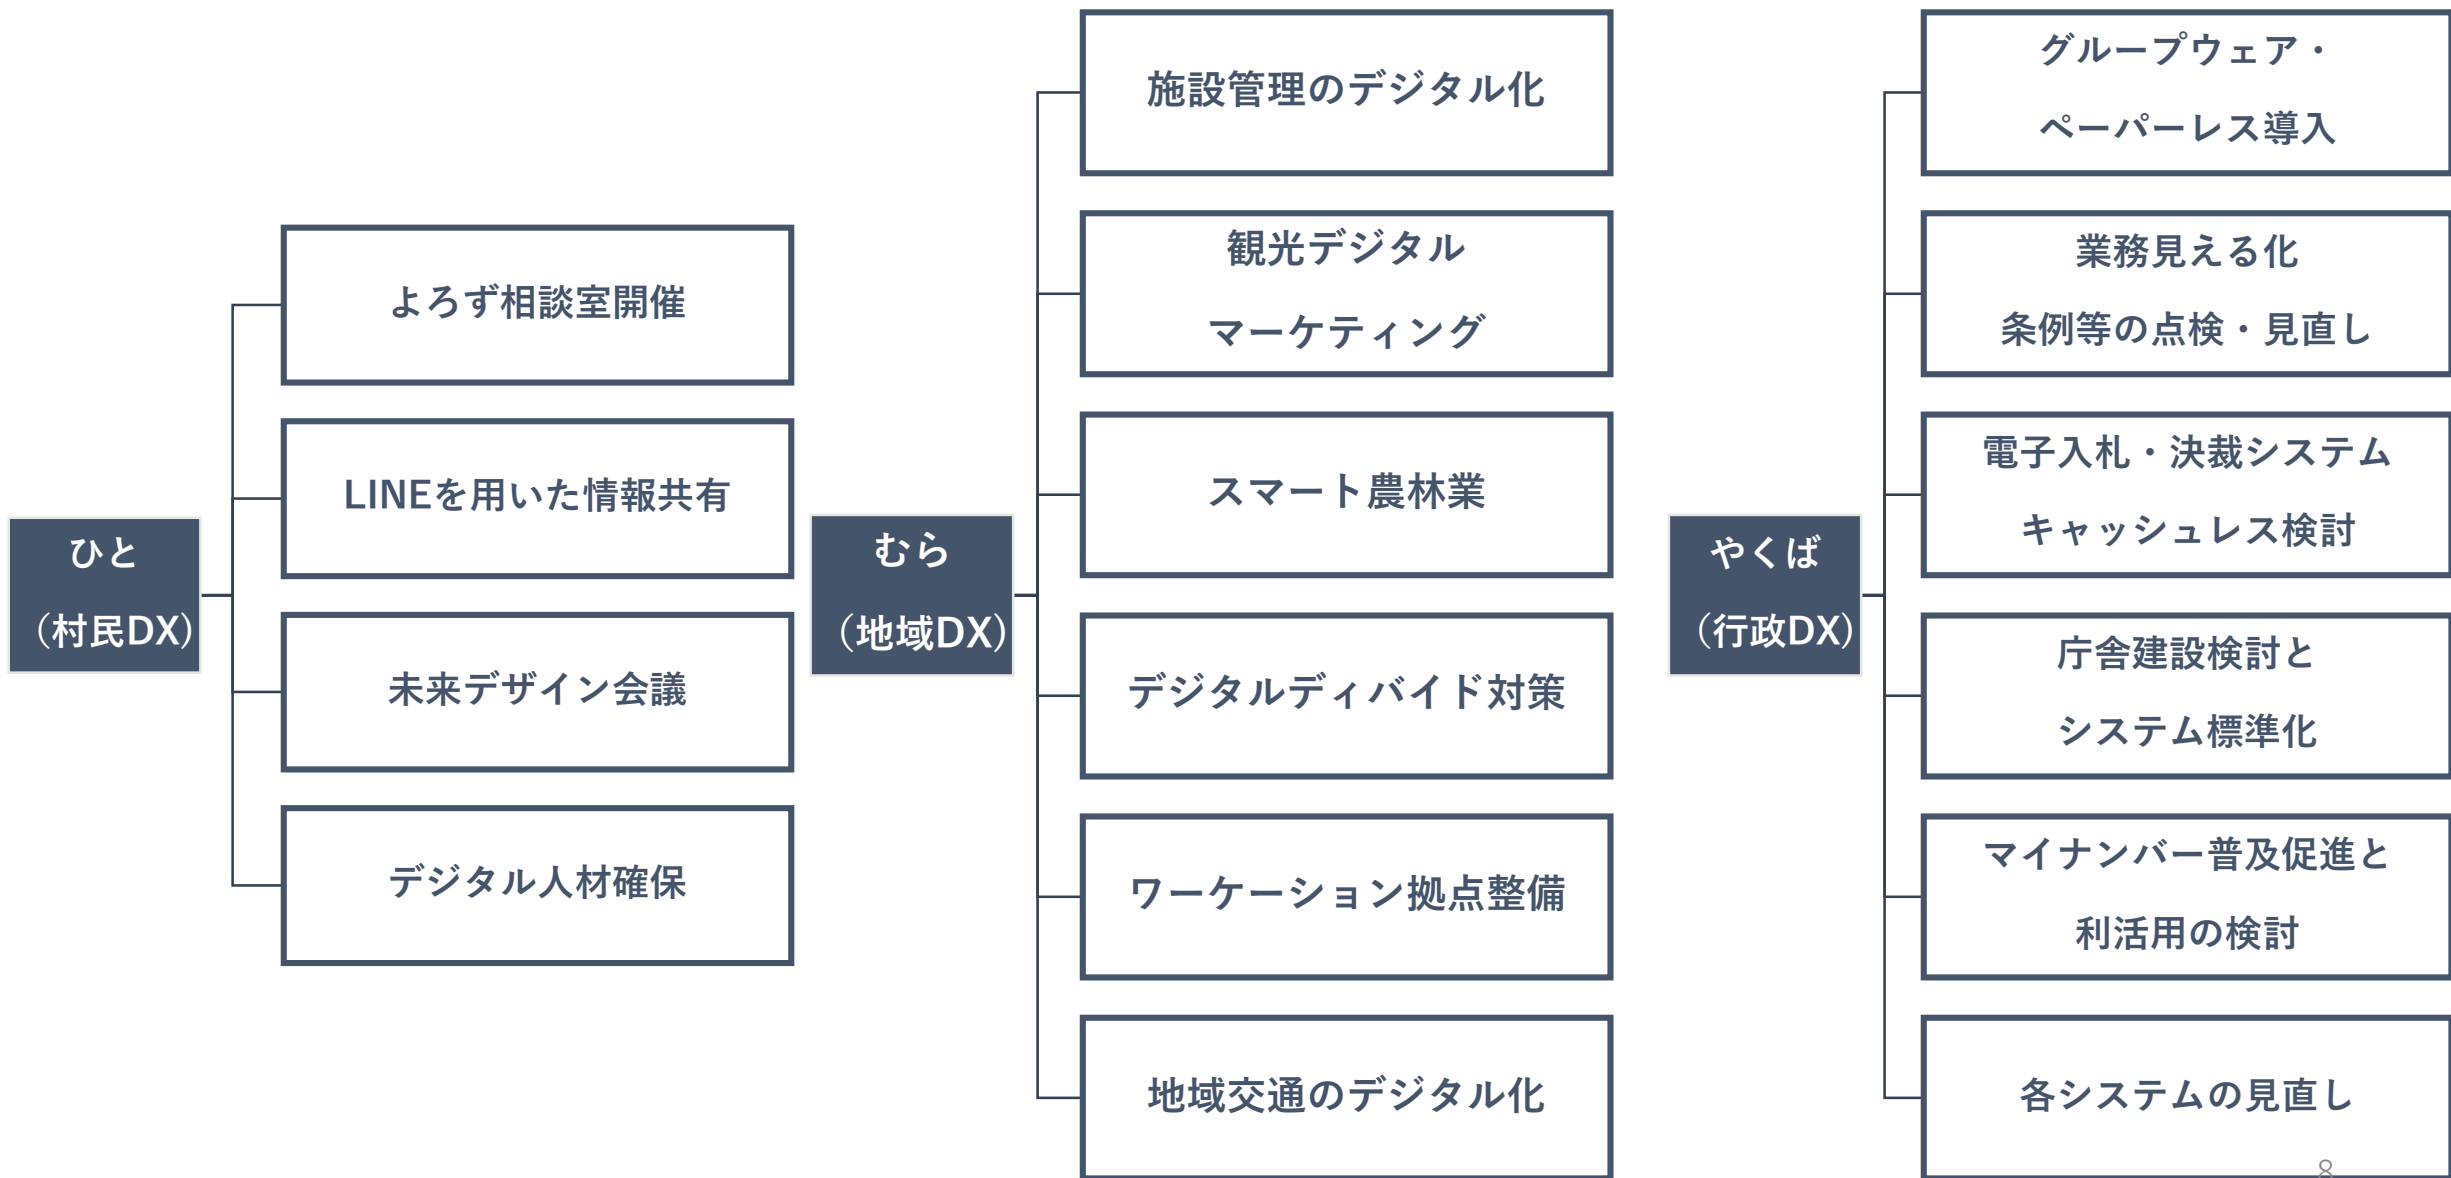 ひと
（村民DX）
よろず相談室開催
LINEを用いた情報共有
未来デザイン会議
デジタル人材確保
むら
（地域DX）
施設管理のデジタル化
観光デジタル
マーケティング
スマート農林業
デジタルディバイド対策
ワーケーション拠点整備
地域交通のデジタル化
やくば
（行政DX）
グループウェア・
ペーパーレス導入
業務見える化
条例等の点検・見直し
電子入札・決裁システム
キャッシュレス検討
庁舎建設検討と
システム標準化
マイナンバー普及促進と
利活用の検討
各システムの見直し
8